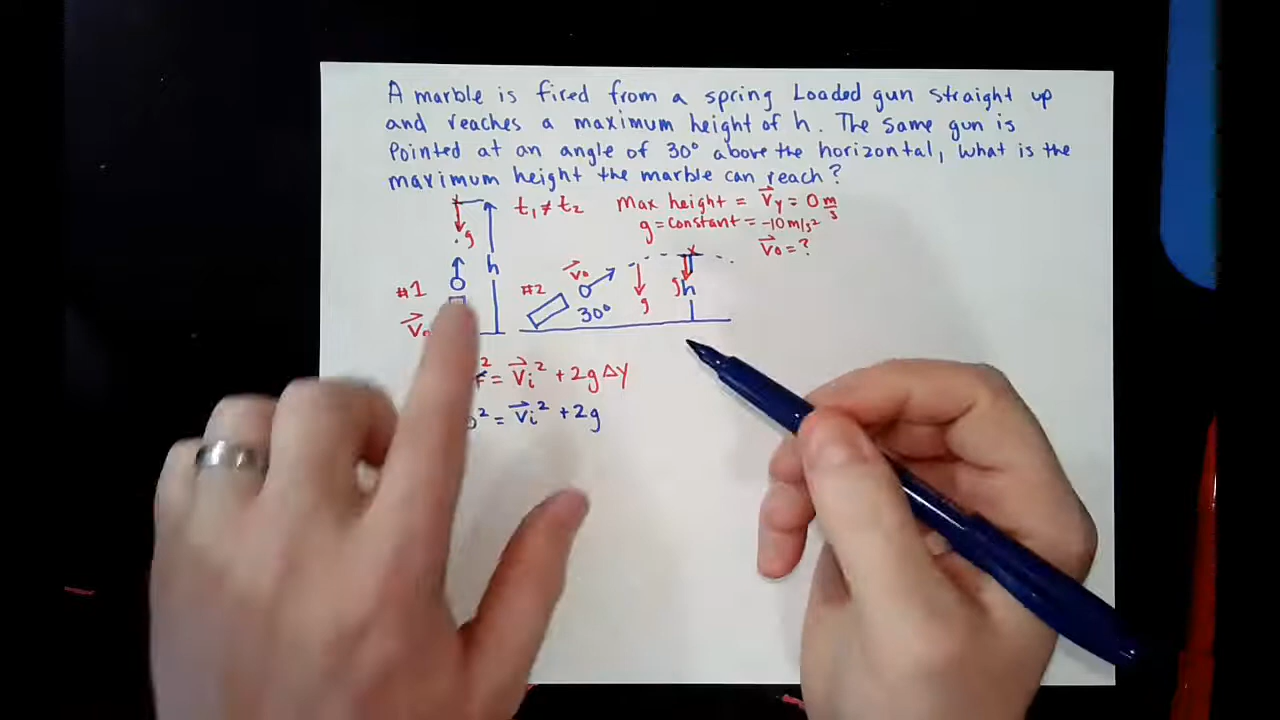 A marble is fired from a spring Loaded gun straight up
and reaches a maximum height of h. The same gun is
Pointed at an angle of 30° above the horizontal, What is the
maximum height the marble can reach?
t₁ ≠ t₂ Max height = V⃗y = 0 m/s
g = constant = -10 m/s²
V⃗o = ?
g
h
#1
V⃗o
#2
V⃗o
30°
g
g
h
² = V⃗i² + 2gΔy
o² = V⃗i² + 2g